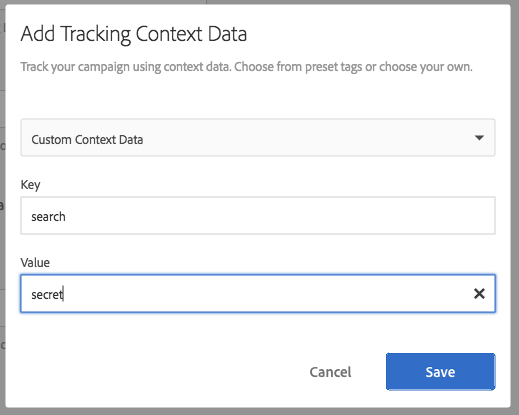 Add Tracking Context Data
Track your campaign using context data. Choose from preset tags or choose your own.
Custom Context Data
Key
search
Value
secret
Cancel
Save